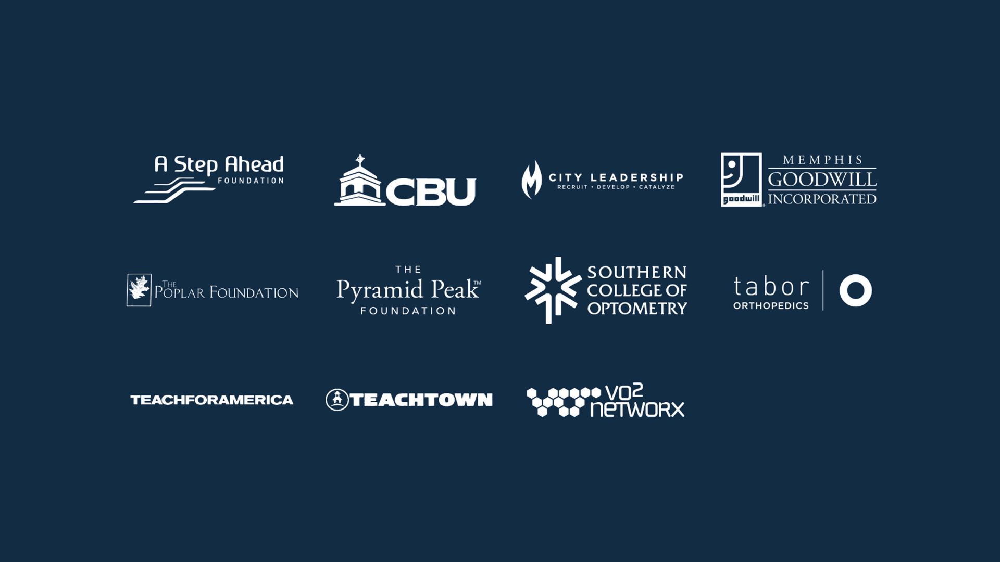 A Step Ahead
FOUNDATION
CBU
CITY LEADERSHIP
RECRUIT • DEVELOP • CATALYZE
goodwill®
MEMPHIS
GOODWILL
INCORPORATED
THE
POPLAR FOUNDATION
THE
Pyramid Peak™
FOUNDATION
SOUTHERN
COLLEGE OF
OPTOMETRY
tabor
ORTHOPEDICS
TEACHFORAMERICA
TEACHTOWN
VO2
NETWORX